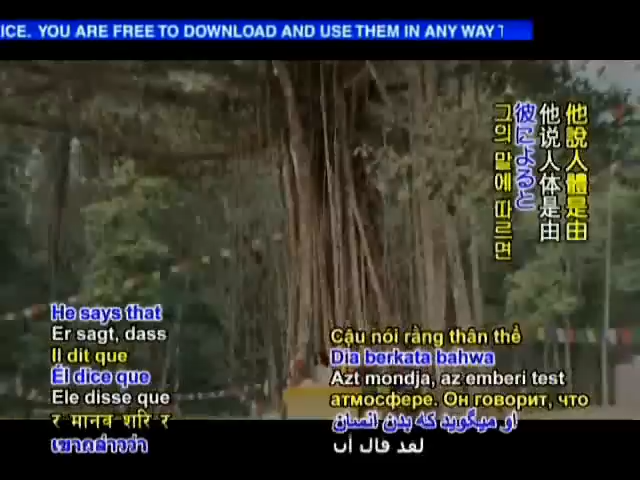 ICE. YOU ARE FREE TO DOWNLOAD AND USE THEM IN ANY WAY
他說人體是由
他说人体是由
彼によると
그의 말에 따르면
He says that
Er sagt, dass
Il dit que
Él dice que
Ele disse que
र मानब शरि र
เขากล่าวว่า
Cậu nói rằng thân thể
Dia berkata bahwa
Azt mondja, az emberi test
атмосфере. Он говорит, что
او میگوید که بدن انسان
لقد قال أن